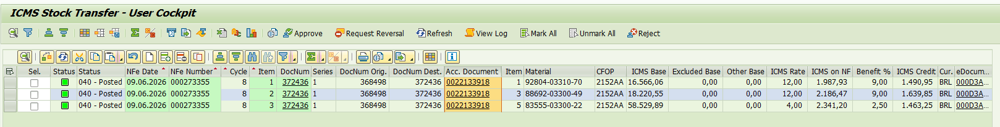 ICMS Stock Transfer - User Cockpit
Approve Request Reversal Refresh View Log Mark All Unmark All Reject
Sel. Status Status NFe Date NFe Number Cycle Item DocNum Series DocNum Orig. DocNum Dest. Acc. Document Item Material CFOP ICMS Base Excluded Base Other Base ICMS Rate ICMS on NF Benefit % ICMS Credit Cur. eDocum...
040 - Posted 09.06.2026 000273355 8 1 372436 1 368498 372436 0022133918 1 92804-03310-70 2152AA 16.566,06 0,00 0,00 12,00 1.987,93 9,00 1.490,95 BRL 000D3A...
040 - Posted 09.06.2026 000273355 8 2 372436 1 368498 372436 0022133918 3 88692-03300-49 2152AA 18.220,55 0,00 0,00 12,00 2.186,47 9,00 1.639,85 BRL 000D3A...
040 - Posted 09.06.2026 000273355 8 3 372436 1 368498 372436 0022133918 5 83555-03300-22 2152AA 58.529,89 0,00 0,00 4,00 2.341,20 2,50 1.463,25 BRL 000D3A...